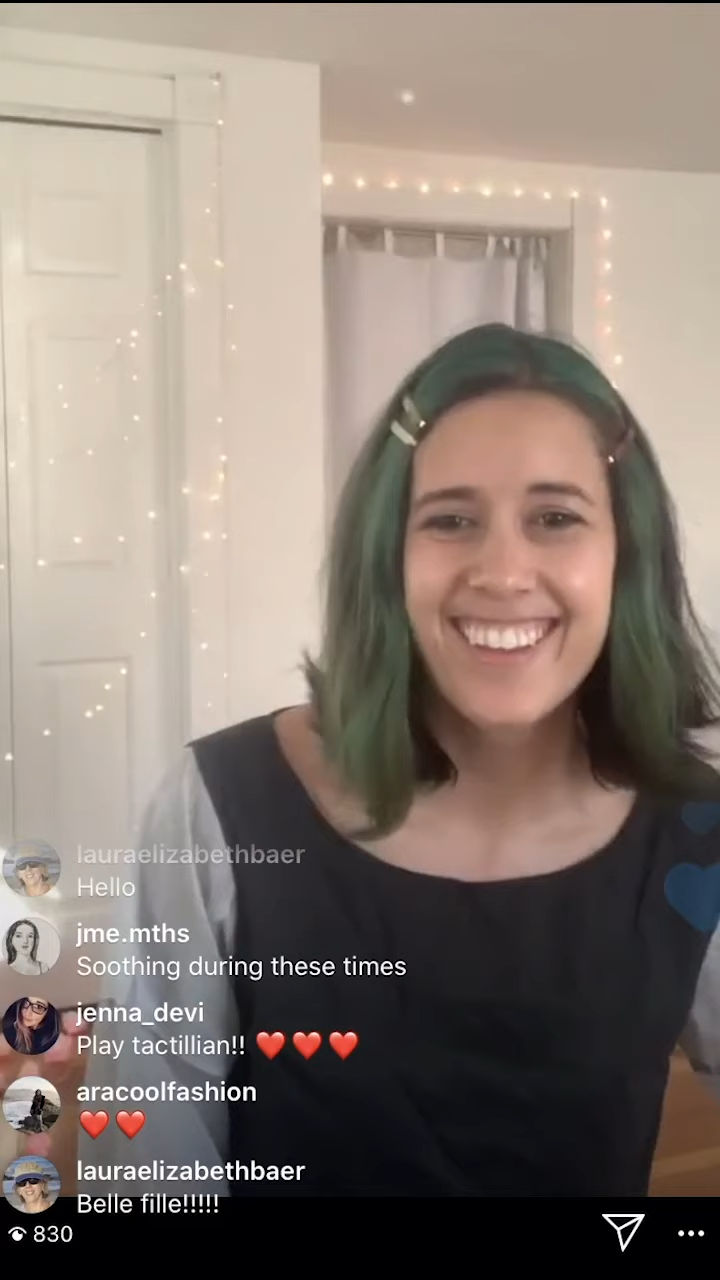 lauraelizabethbaer
Hello
jme.mths
Soothing during these times
jenna_devi
Play tactillian!! ❤️❤️❤️
aracoolfashion
❤️❤️
lauraelizabethbaer
Belle fille!!!!!
830